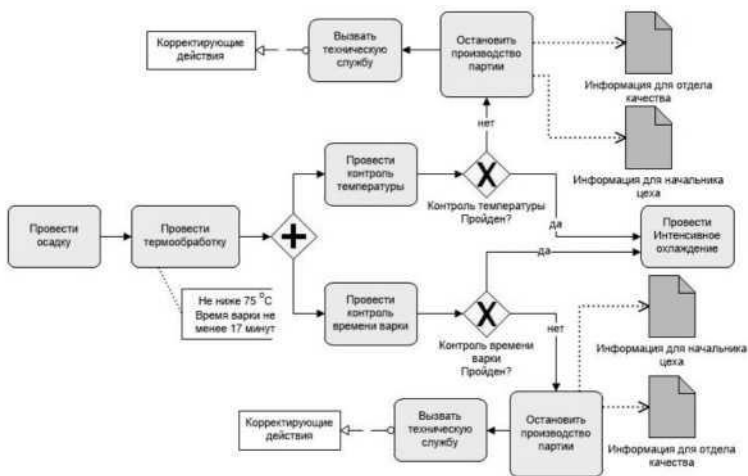 Корректирующие
действия
Вызвать
техническую
службу
Остановить
производство
партии
Информация для отдела
качества
нет
Информация для начальника
цеха
Провести
контроль
температуры
X
Контроль температуры
Пройден?
да
Провести
осадку
Провести
термообработку
Провести
Интенсивное
охлаждение
да
Не ниже 75 °C
Время варки не
менее 17 минут
Провести
контроль
времени варки
X
Контроль времени
варки
Пройден?
нет
Информация для начальника
цеха
Корректирующие
действия
Вызвать
техническую
службу
Остановить
производство
партии
Информация для отдела
качества